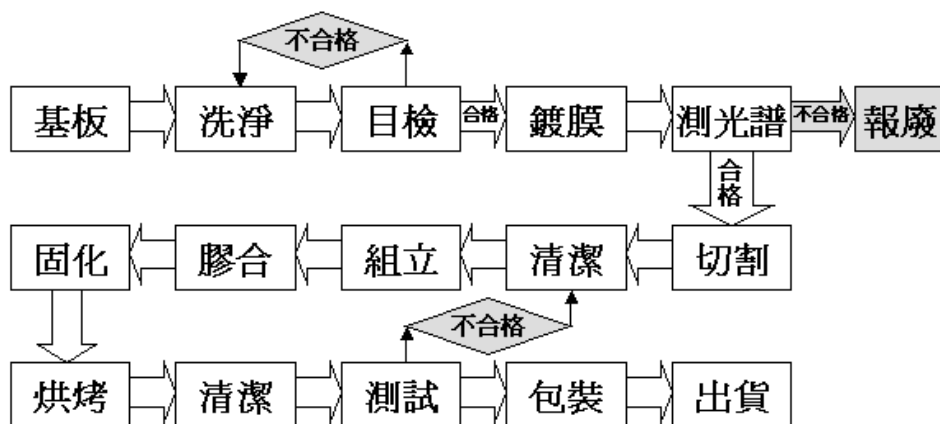 不合格
基板 洗淨 目檢 合格 鍍膜 測光譜 不合格 報廢
合格
固化 膠合 組立 清潔 切割
不合格
烘烤 清潔 測試 包裝 出貨